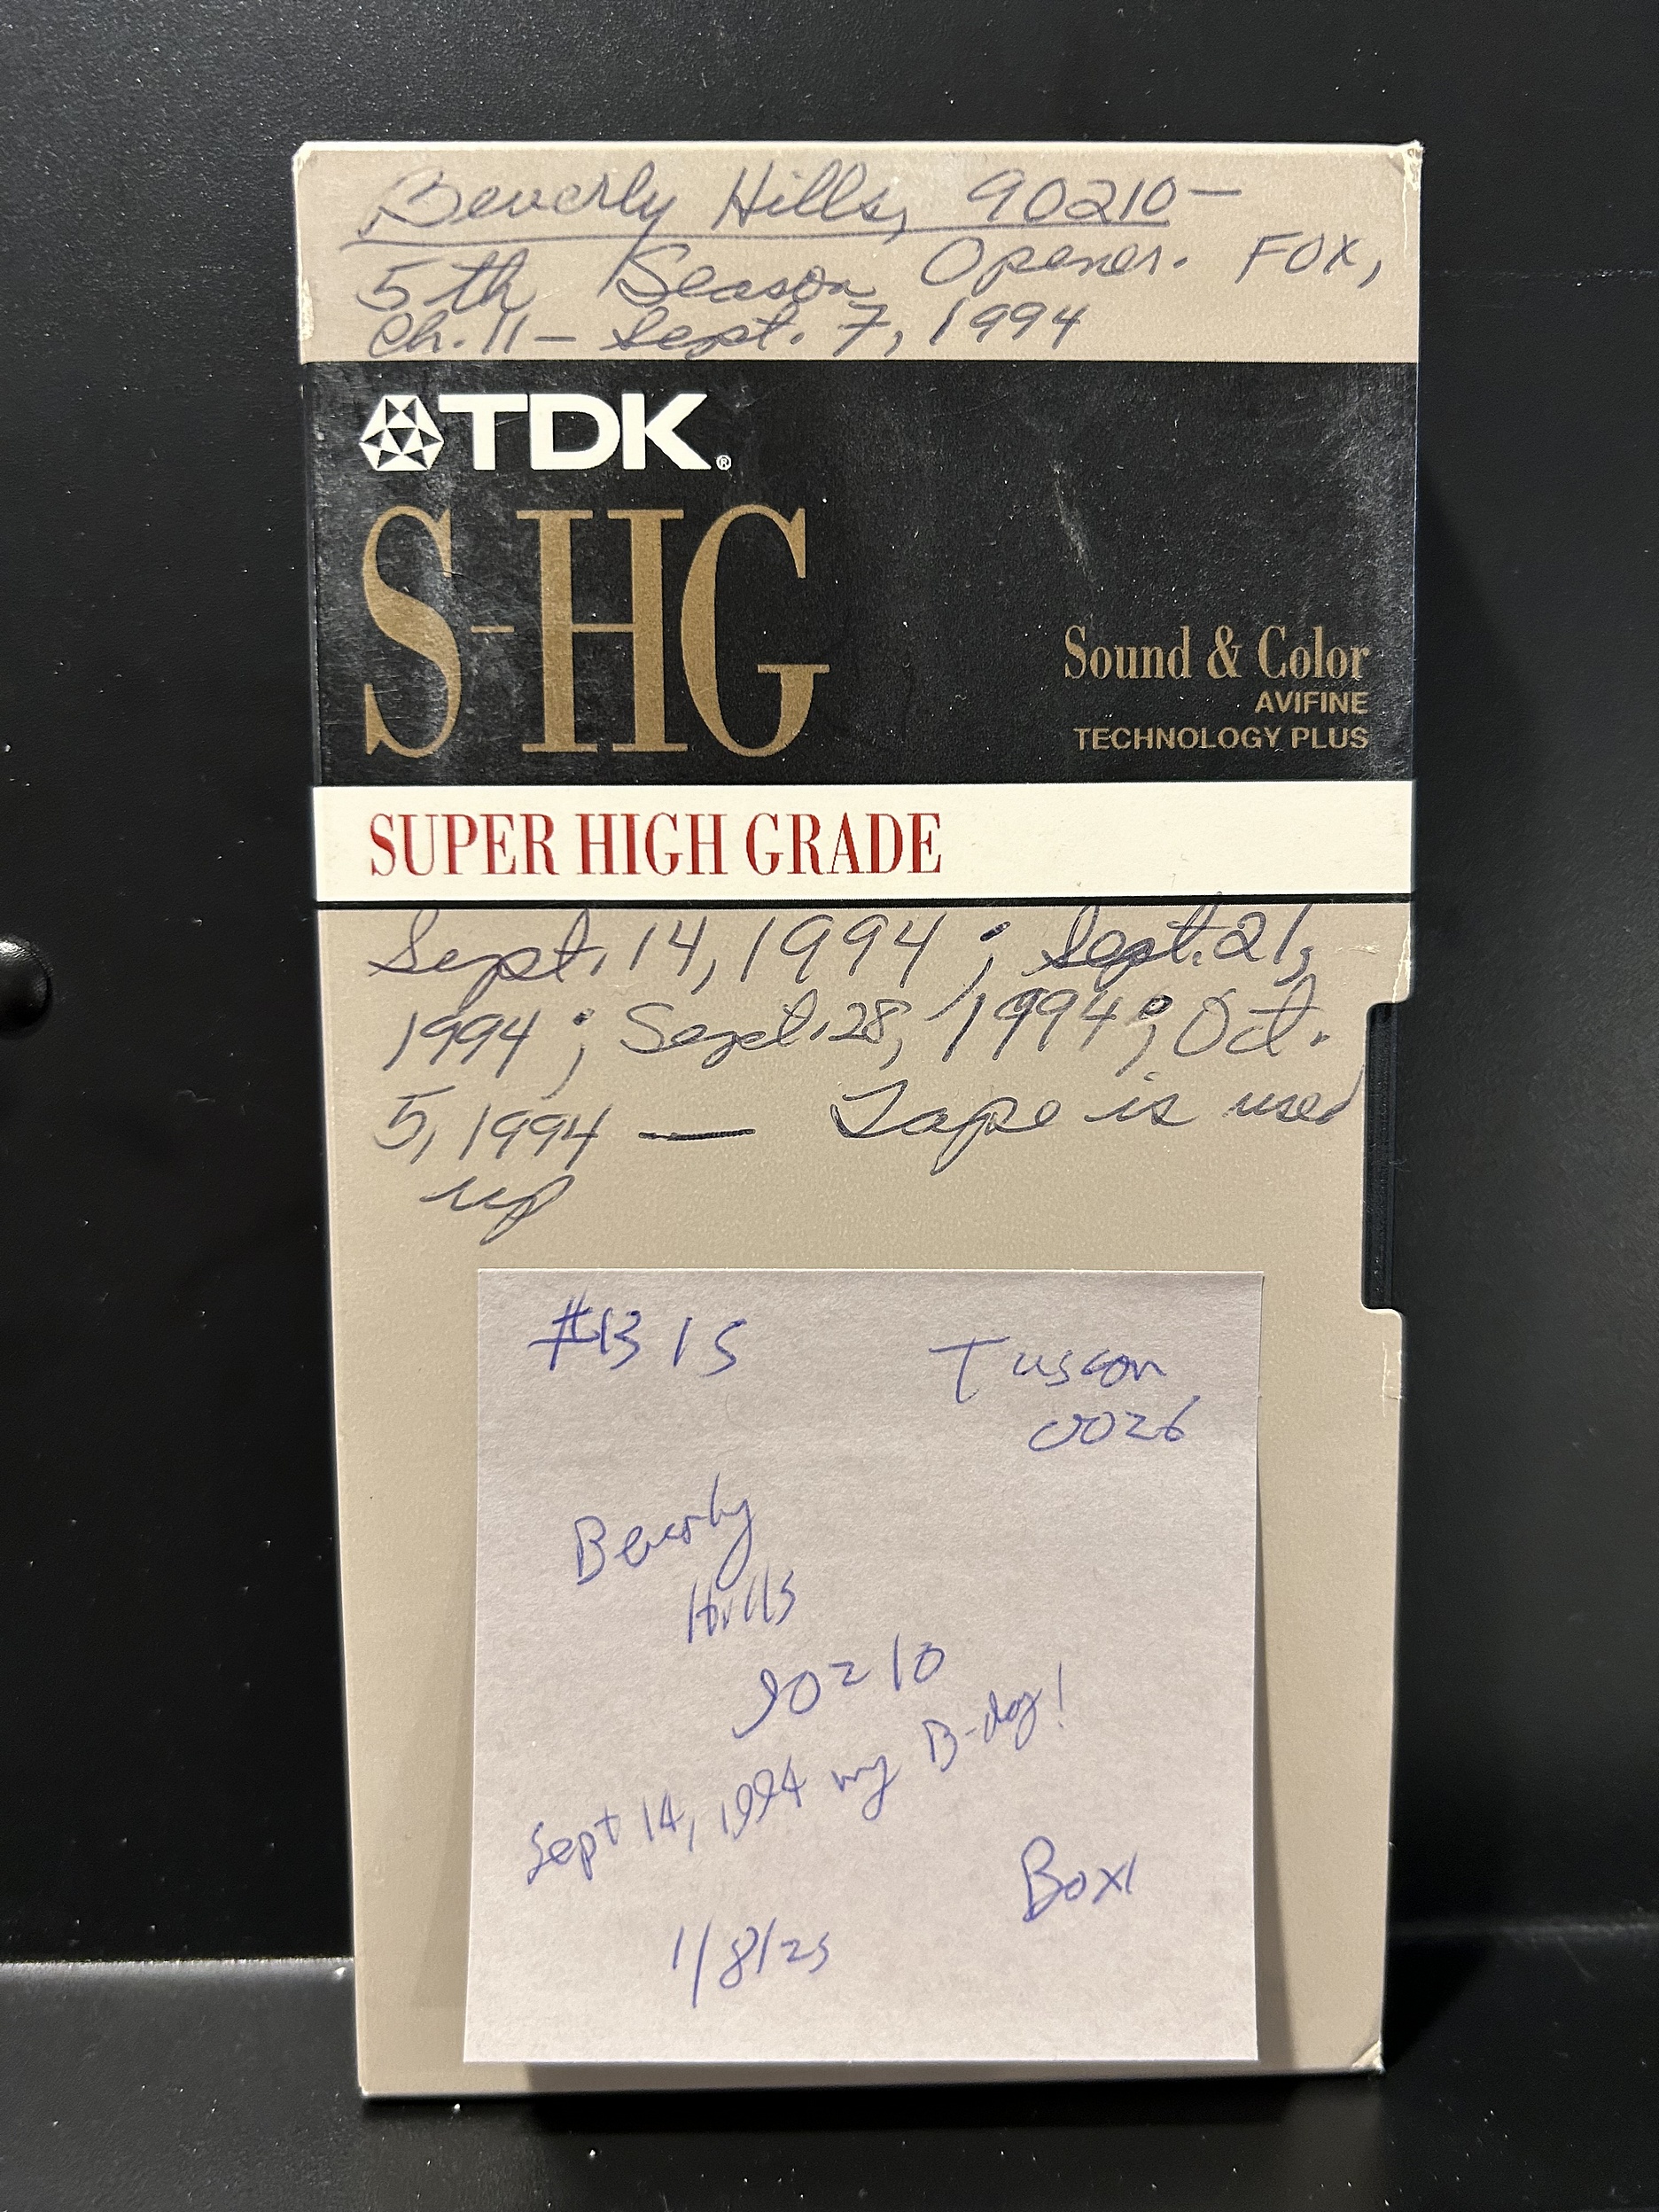 Beverly Hills, 90210-
5th Season Opener. FOX,
Ch. 11 - Sept. 7, 1994
TDK®
S-HG
Sound & Color
AVIFINE
TECHNOLOGY PLUS
SUPER HIGH GRADE
Sept. 14, 1994; Sept. 21,
1994; Sept. 28, 1994; Oct.
5, 1994 — Tape is used
up
#1315
Tuscon
0026
Beverly
Hills
90210
Sept 14, 1994 my B-day!
Box1
1/8/25